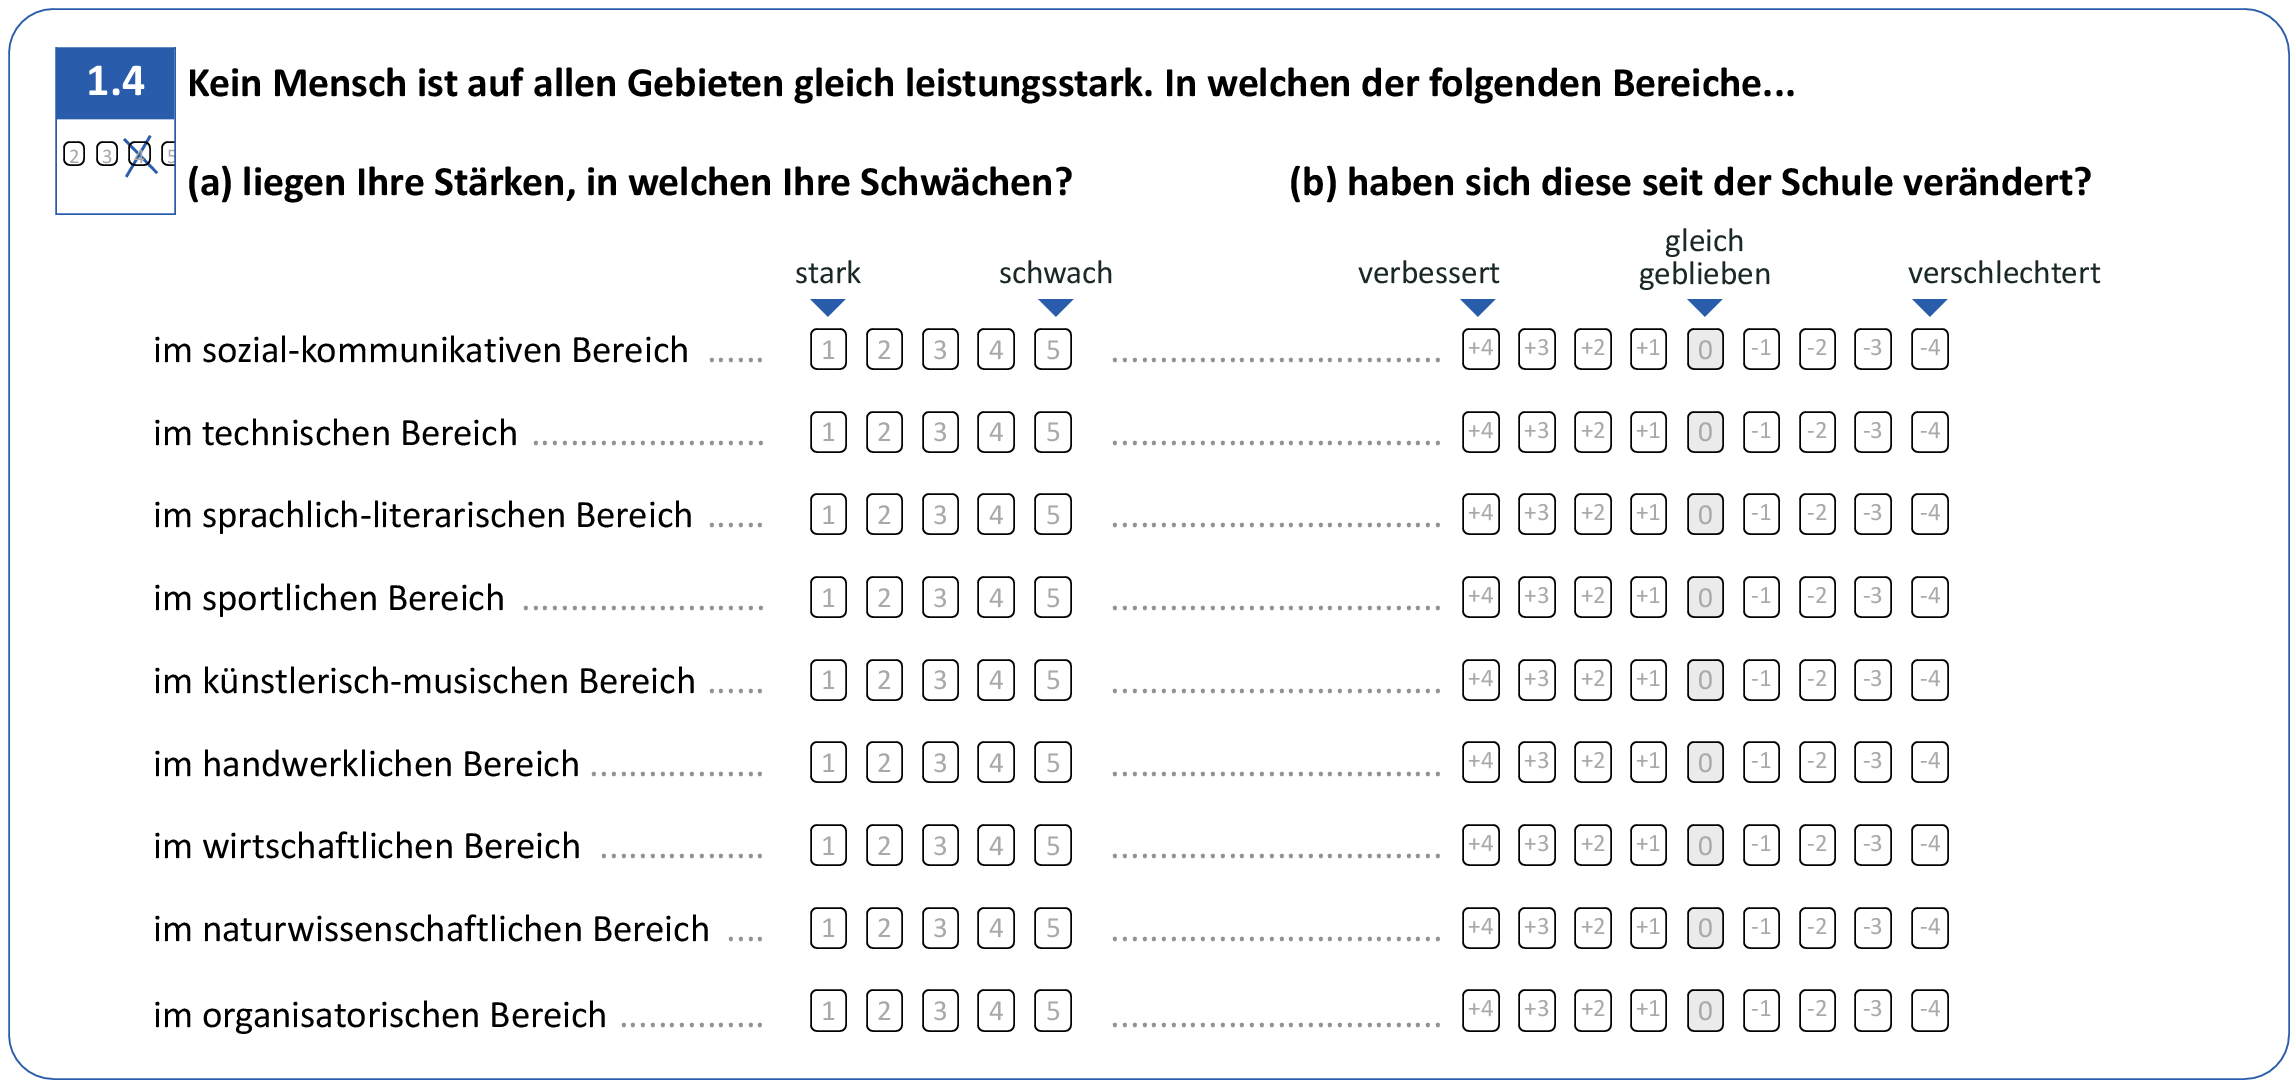 1.4 Kein Mensch ist auf allen Gebieten gleich leistungsstark. In welchen der folgenden Bereiche...
2 3 4 5
(a) liegen Ihre Stärken, in welchen Ihre Schwächen? (b) haben sich diese seit der Schule verändert?
stark schwach verbessert gleich geblieben verschlechtert
im sozial-kommunikativen Bereich ...... 1 2 3 4 5 .................................. +4 +3 +2 +1 0 -1 -2 -3 -4
im technischen Bereich ........................ 1 2 3 4 5 .................................. +4 +3 +2 +1 0 -1 -2 -3 -4
im sprachlich-literarischen Bereich ...... 1 2 3 4 5 .................................. +4 +3 +2 +1 0 -1 -2 -3 -4
im sportlichen Bereich ......................... 1 2 3 4 5 .................................. +4 +3 +2 +1 0 -1 -2 -3 -4
im künstlerisch-musischen Bereich ...... 1 2 3 4 5 .................................. +4 +3 +2 +1 0 -1 -2 -3 -4
im handwerklichen Bereich .................. 1 2 3 4 5 .................................. +4 +3 +2 +1 0 -1 -2 -3 -4
im wirtschaftlichen Bereich ................. 1 2 3 4 5 .................................. +4 +3 +2 +1 0 -1 -2 -3 -4
im naturwissenschaftlichen Bereich .... 1 2 3 4 5 .................................. +4 +3 +2 +1 0 -1 -2 -3 -4
im organisatorischen Bereich ............... 1 2 3 4 5 .................................. +4 +3 +2 +1 0 -1 -2 -3 -4